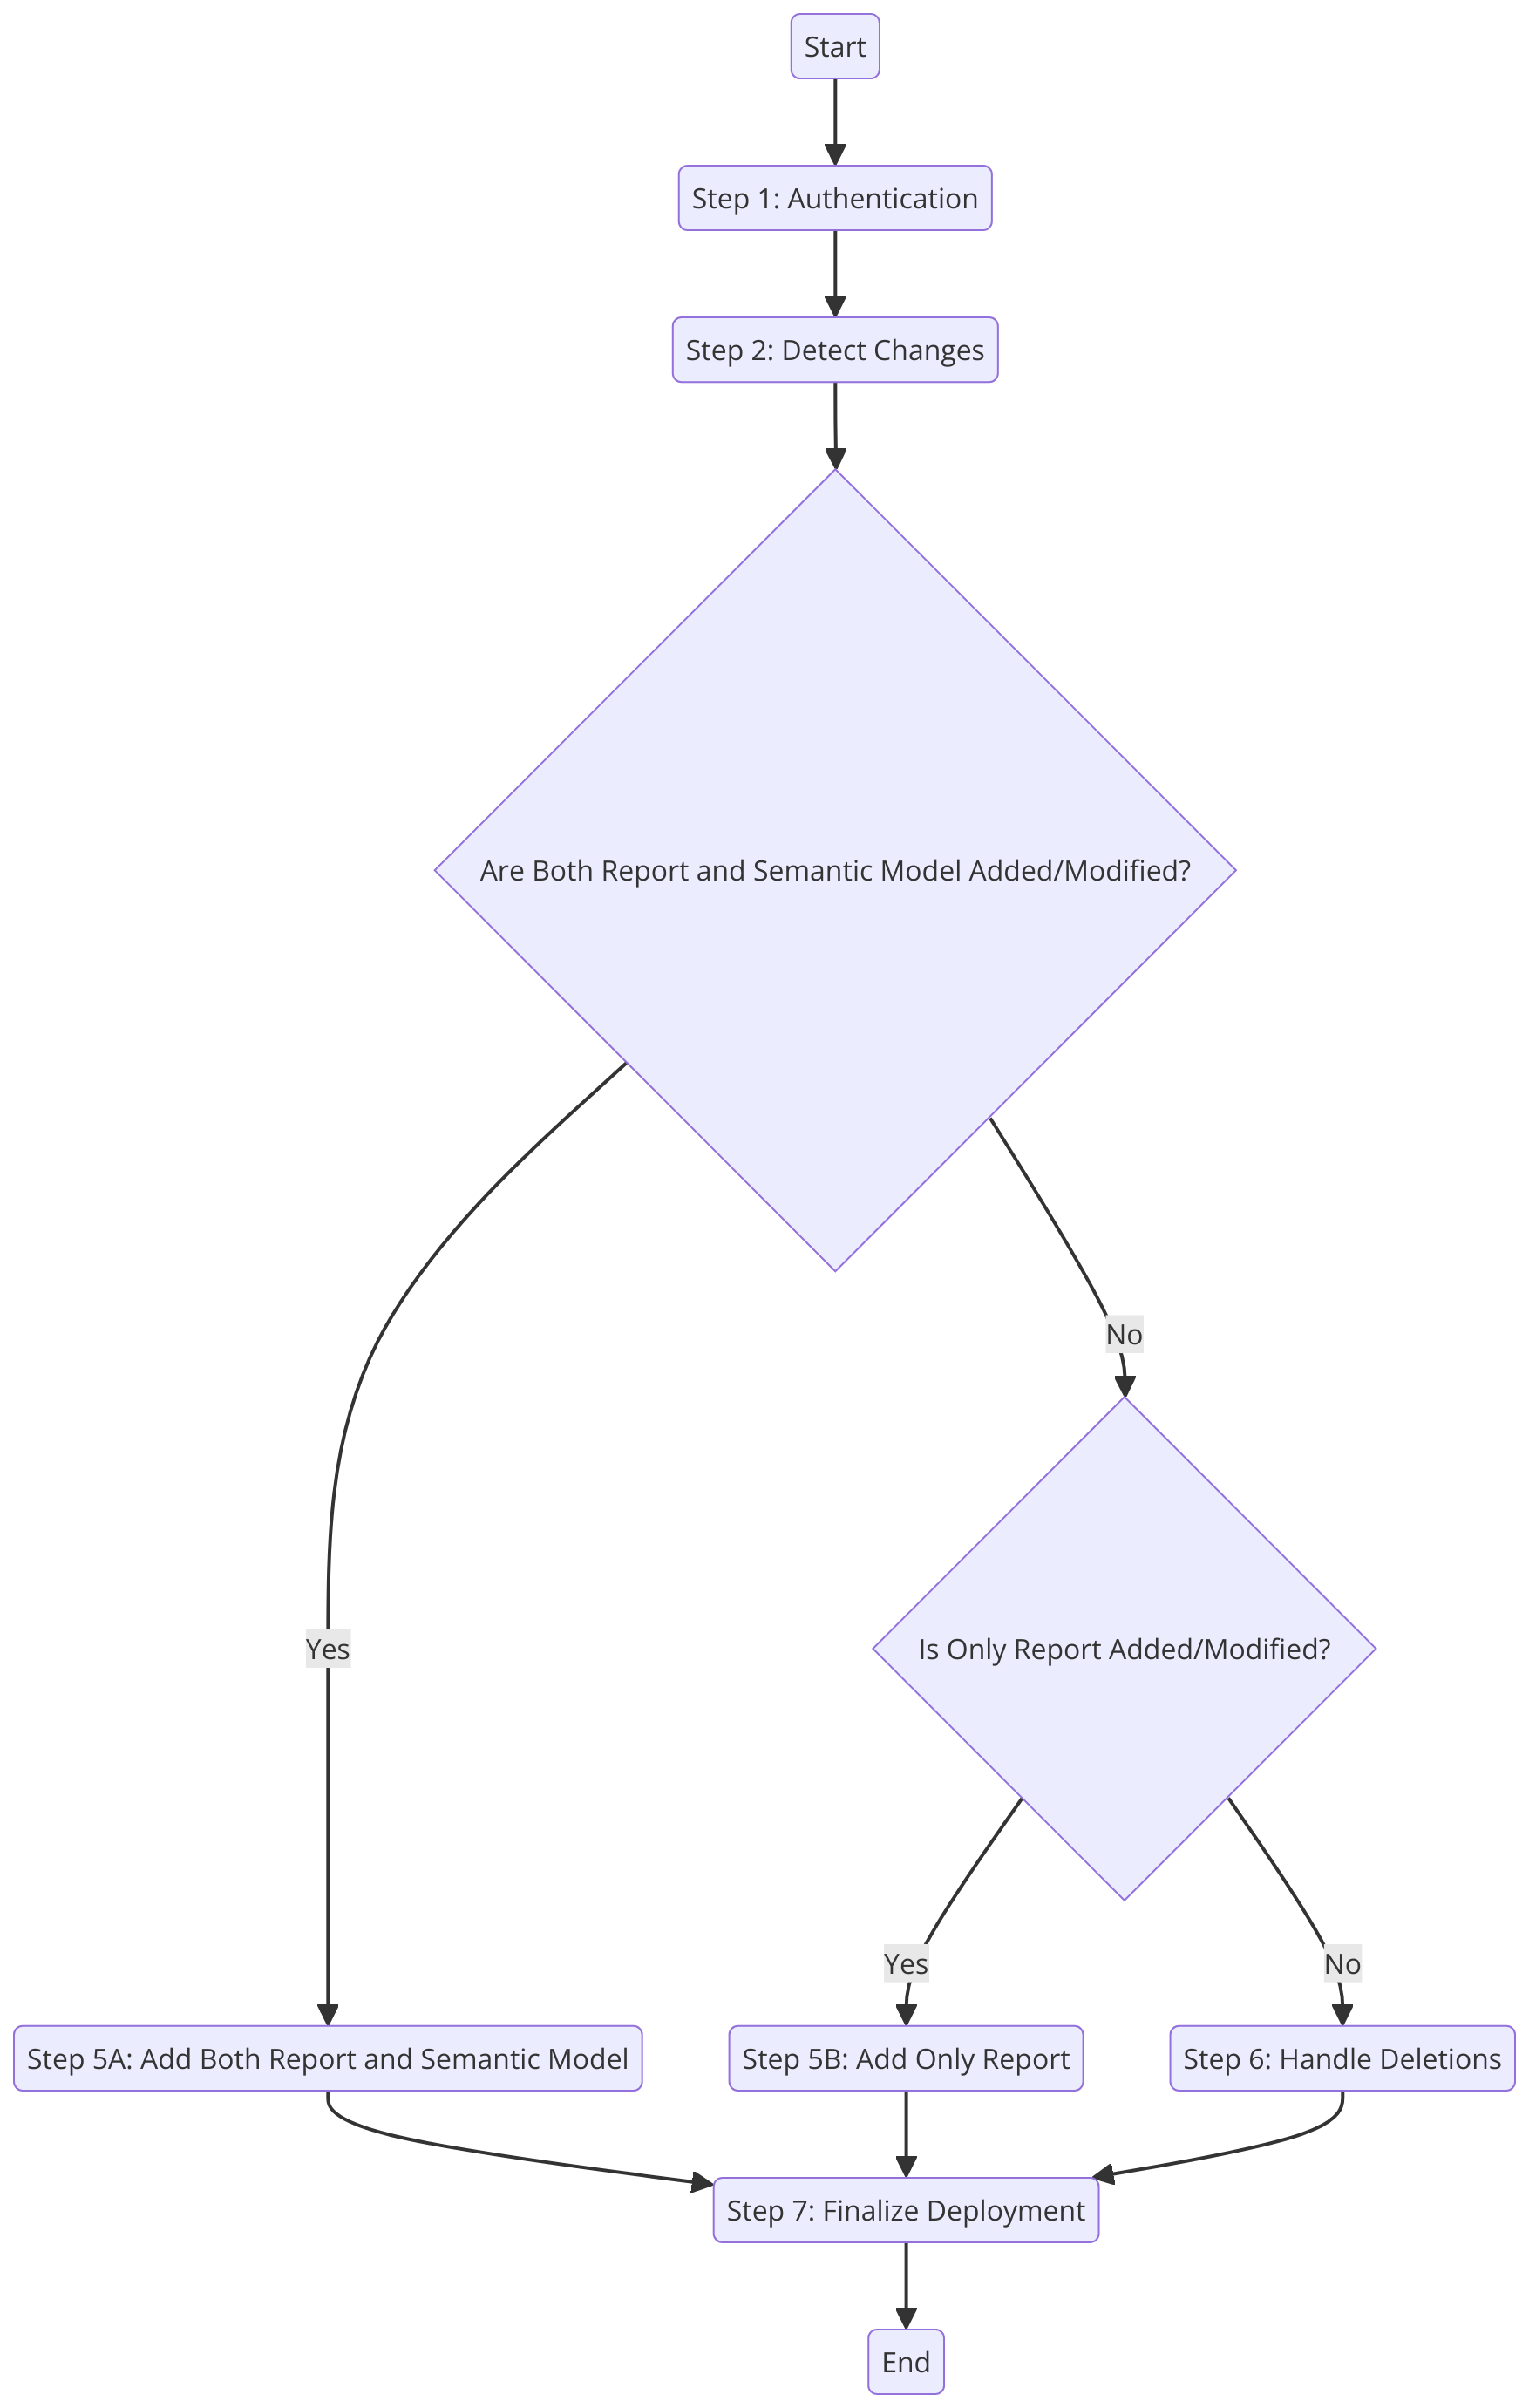 Start
Step 1: Authentication
Step 2: Detect Changes
Are Both Report and Semantic Model Added/Modified?
No
Yes
Is Only Report Added/Modified?
Yes
No
Step 5A: Add Both Report and Semantic Model
Step 5B: Add Only Report
Step 6: Handle Deletions
Step 7: Finalize Deployment
End